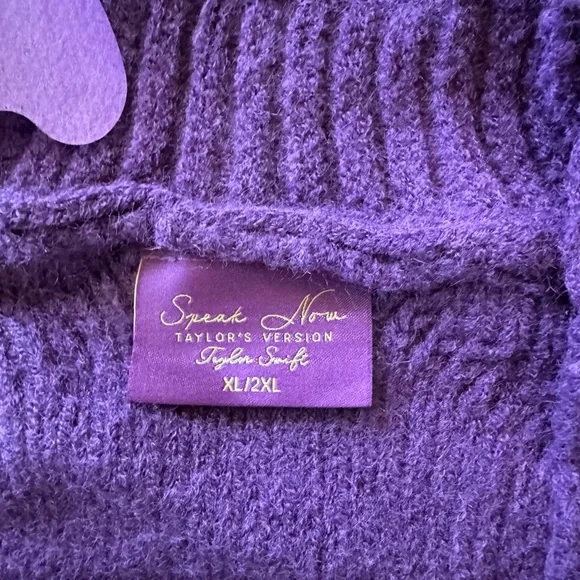 Speak Now
TAYLOR'S VERSION
Taylor Swift
XL/2XL